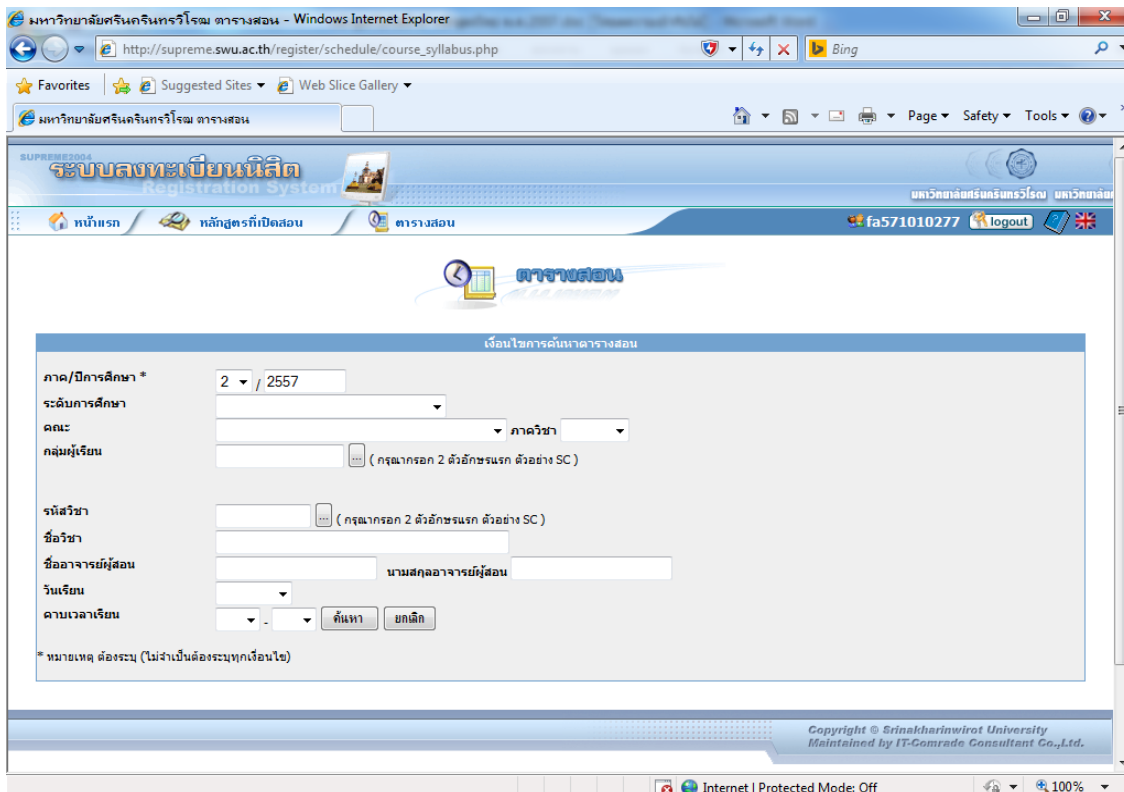 มหาวิทยาลัยศรีนครินทรวิโรฒ ตารางสอน - Windows Internet Explorer
http://supreme.swu.ac.th/register/schedule/course_syllabus.php
Bing
Favorites Suggested Sites Web Slice Gallery
มหาวิทยาลัยศรีนครินทรวิโรฒ ตารางสอน
Page Safety Tools
SUPREME2004
ระบบลงทะเบียนนิสิต
Registration System
มหาวิทยาลัยศรีนครินทรวิโรฒ
หน้าแรก หลักสูตรที่เปิดสอน ตารางสอน fa571010277 logout
ตารางสอน
เงื่อนไขการค้นหาตารางสอน
ภาค/ปีการศึกษา * 2 / 2557
ระดับการศึกษา
คณะ ภาควิชา
กลุ่มผู้เรียน ... ( กรุณากรอก 2 ตัวอักษรแรก ตัวอย่าง SC )
รหัสวิชา ... ( กรุณากรอก 2 ตัวอักษรแรก ตัวอย่าง SC )
ชื่อวิชา
ชื่ออาจารย์ผู้สอน นามสกุลอาจารย์ผู้สอน
วันเรียน
คาบเวลาเรียน - ค้นหา ยกเลิก
* หมายเหตุ ต้องระบุ (ไม่จำเป็นต้องระบุทุกเงื่อนไข)
Copyright © Srinakharinwirot University
Maintained by IT-Comrade Consultant Co.,Ltd.
Internet | Protected Mode: Off 100%